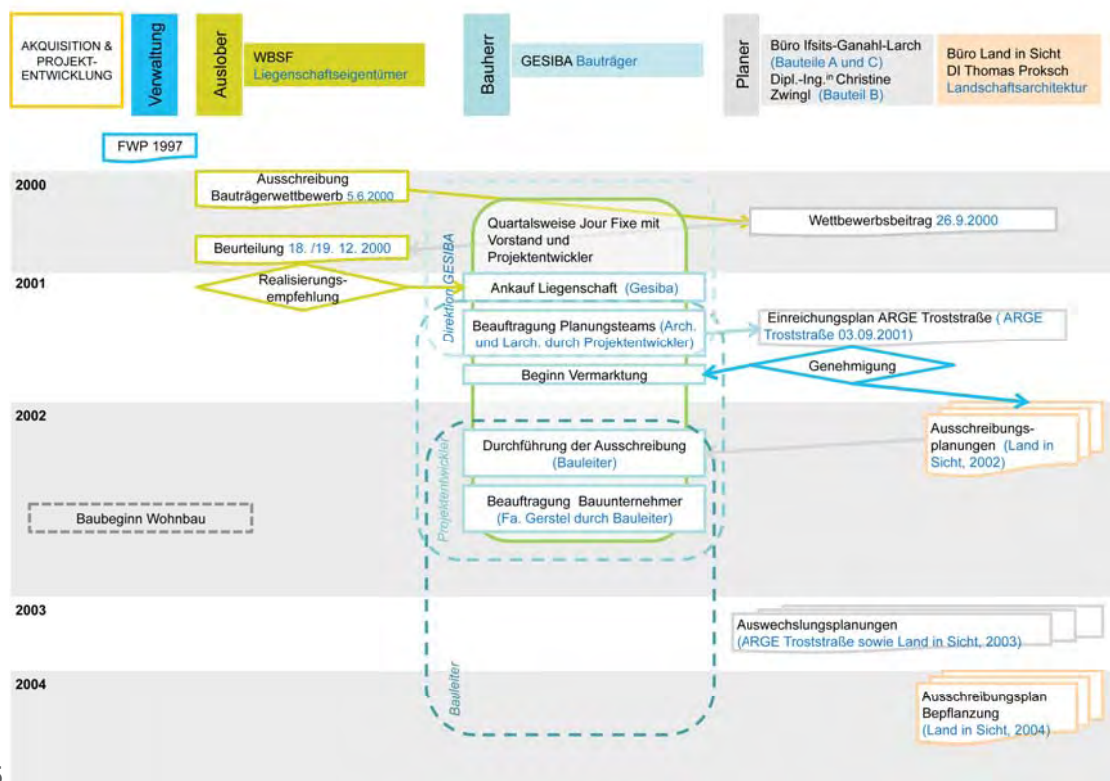 AKQUISITION &
PROJEKT-
ENTWICKLUNG
Verwaltung
Auslober
WBSF
Liegenschaftseigentümer
Bauherr
GESIBA Bauträger
Planer
Büro Ifsits-Ganahl-Larch
(Bauteile A und C)
Dipl.-Ing.in Christine
Zwingl (Bauteil B)
Büro Land in Sicht
DI Thomas Proksch
Landschaftsarchitektur
FWP 1997
2000
Ausschreibung
Bauträgerwettbewerb 5.6.2000
Quartalsweise Jour Fixe mit
Vorstand und
Projektentwickler
Wettbewerbsbeitrag 26.9.2000
Beurteilung 18. /19. 12. 2000
Direktion GESIBA
2001
Realisierungs-
empfehlung
Ankauf Liegenschaft (Gesiba)
Beauftragung Planungsteams (Arch.
und Larch. durch Projektentwickler)
Einreichungsplan ARGE Troststraße ( ARGE
Troststraße 03.09.2001)
Beginn Vermarktung
Genehmigung
2002
Projektentwickler
Durchführung der Ausschreibung
(Bauleiter)
Ausschreibungs-
planungen (Land in
Sicht, 2002)
Beauftragung Bauunternehmer
(Fa. Gerstel durch Bauleiter)
Baubeginn Wohnbau
2003
Auswechslungsplanungen
(ARGE Troststraße sowie Land in Sicht, 2003)
2004
Bauleiter
Ausschreibungsplan
Bepflanzung
(Land in Sicht, 2004)